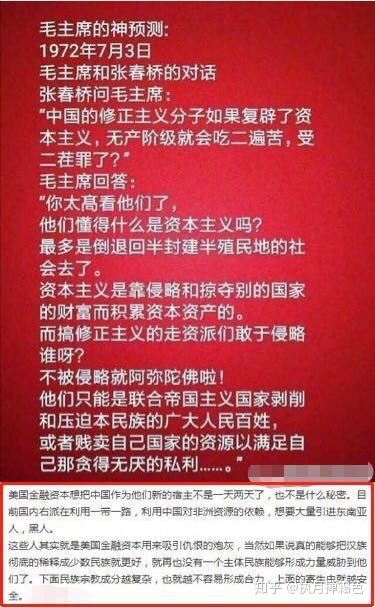 毛主席的神预测:
1972年7月3日
毛主席和张春桥的对话
张春桥问毛主席：
“中国的修正主义分子如果复辟了资
本主义，无产阶级就会吃二遍苦，受
二茬罪了？”
毛主席回答：
“你太髙看他们了，
他们懂得什么是资本主义吗？
最多是倒退回半封建半殖民地的社
会去了。
资本主义是靠侵略和掠夺别的国家
的财富而积累资本资产的。
而搞修正主义的走资派们敢于侵略
谁呀？
不被侵略就阿弥陀佛啦！
他们只能是联合帝国主义国家剥削
和压迫本民族的广大人民百姓，
或者贱卖自己国家的资源以满足自
己那贪得无厌的私利……。”
美国金融资本想把中国作为他们新的宿主不是一天两天了，也不是什么秘密。
目前国内右派在利用一带一路，利用中国对非洲资源的依赖，想要大量引进东南亚
人，黑人。
这些人其实就是美国金融资本用来吸引仇恨的炮灰，当然如果说真的能够把汉族
彻底的稀释成少数民族就更好，就再也没有一个主体民族能够形成力量威胁到他
们了。下面民族宗教成分越复杂，也就越不容易形成合力，上面的寄生虫就越安
全。
知乎 @执月掸箱色